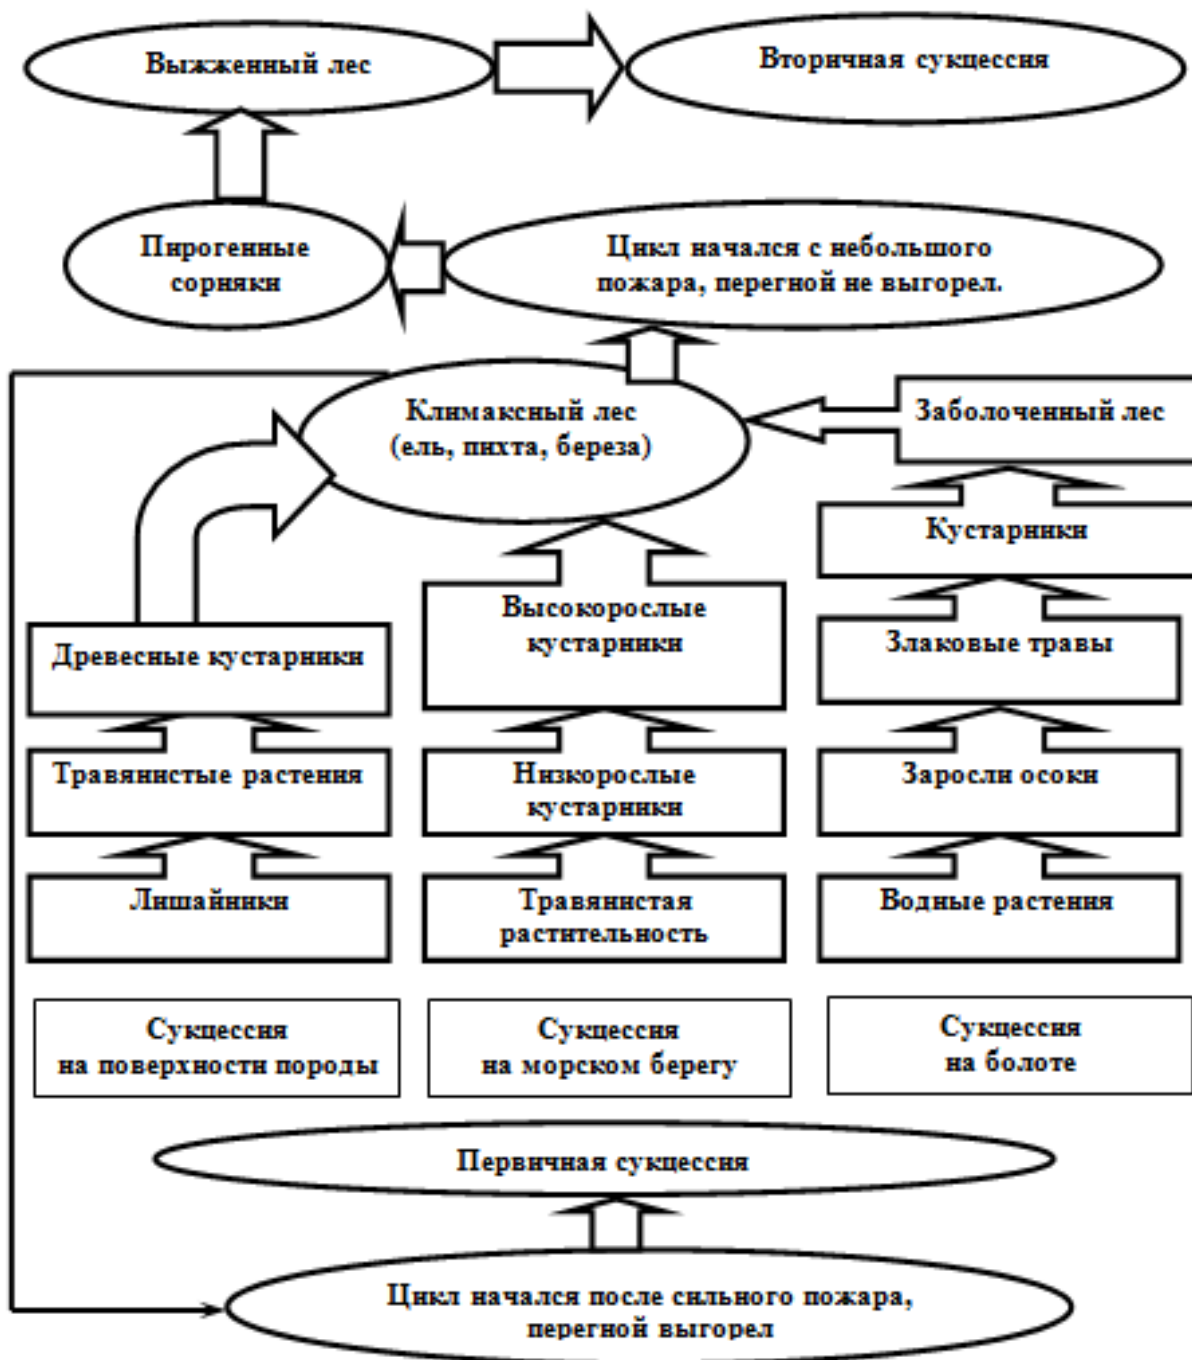 Выжженный лес
Вторичная сукцессия
Пирогенные
сорняки
Цикл начался с небольшого
пожара, перегной не выгорел.
Климаксный лес
(ель, пихта, береза)
Заболоченный лес
Кустарники
Высокорослые
кустарники
Злаковые травы
Древесные кустарники
Травянистые растения
Низкорослые
кустарники
Заросли осоки
Лишайники
Травянистая
растительность
Водные растения
Сукцессия
на поверхности породы
Сукцессия
на морском берегу
Сукцессия
на болоте
Первичная сукцессия
Цикл начался после сильного пожара,
перегной выгорел